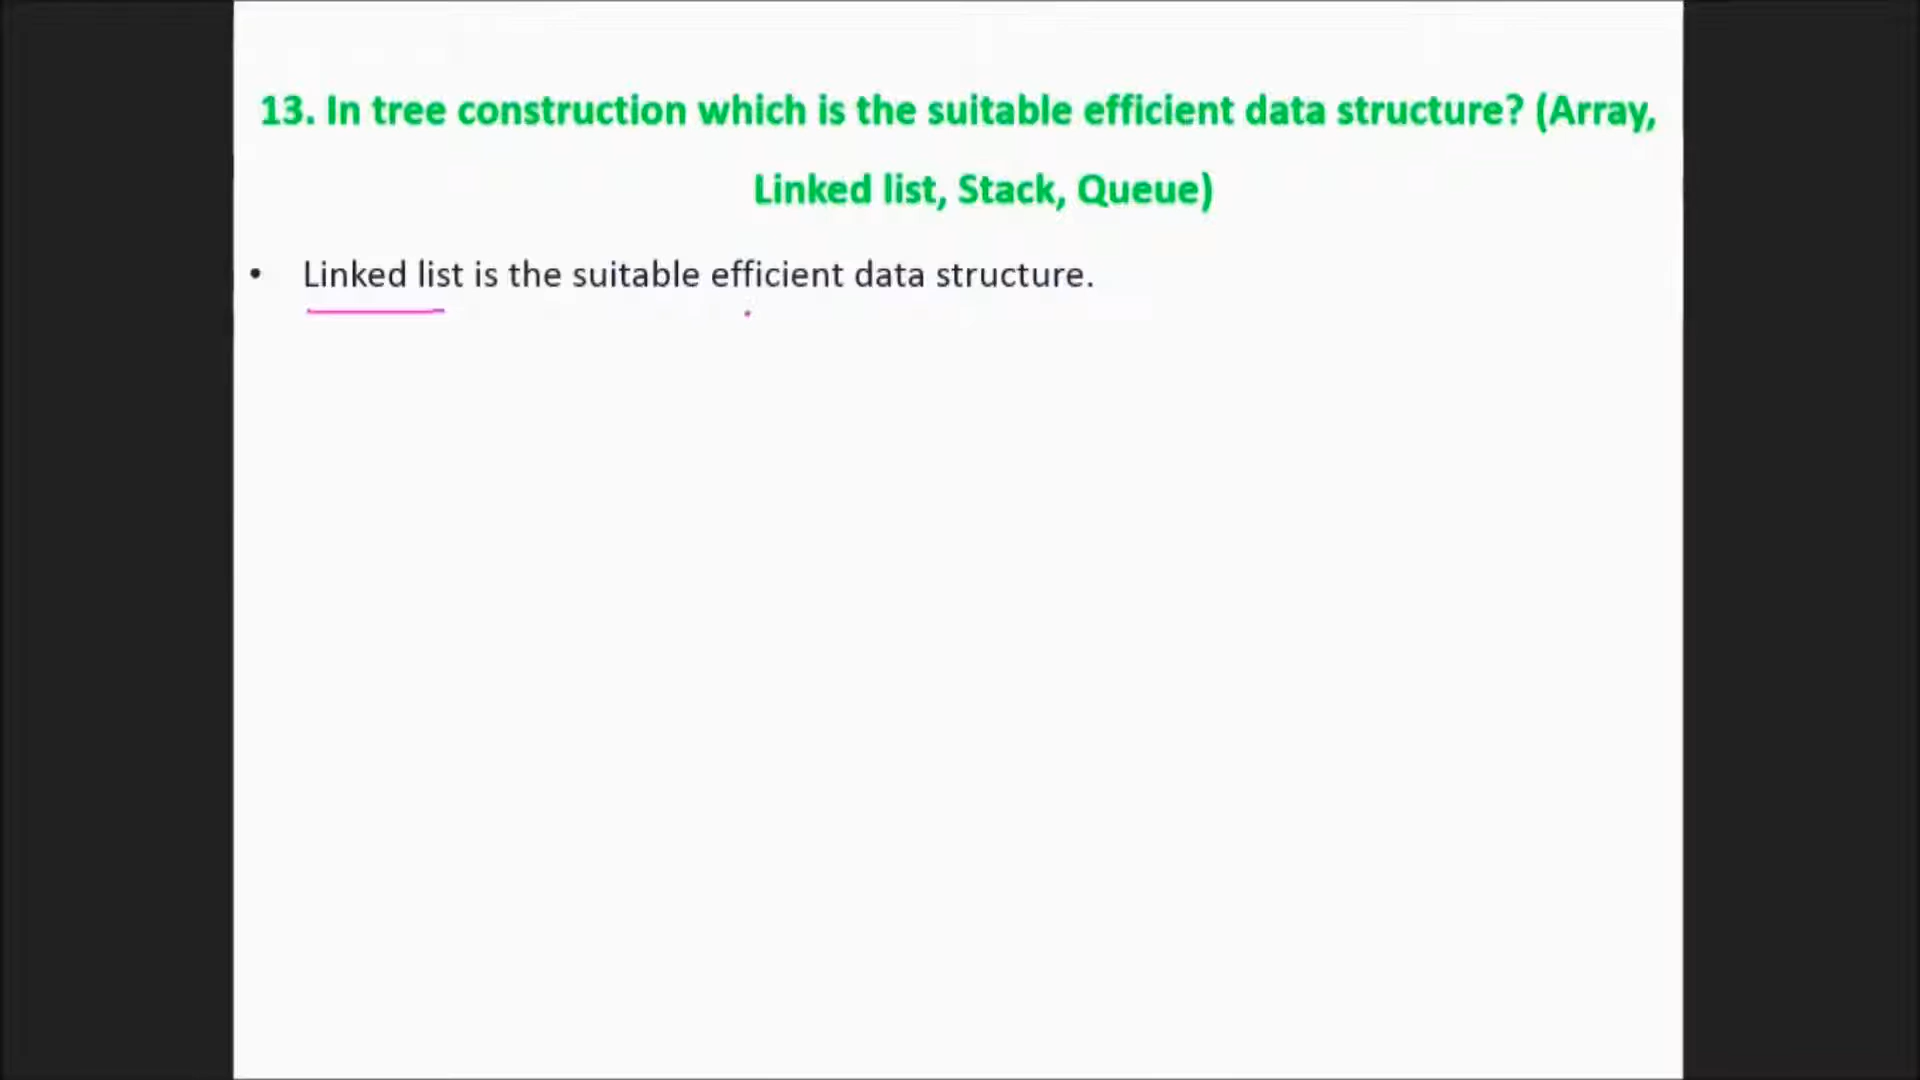 13. In tree construction which is the suitable efficient data structure? (Array,
Linked list, Stack, Queue)
• Linked list is the suitable efficient data structure.